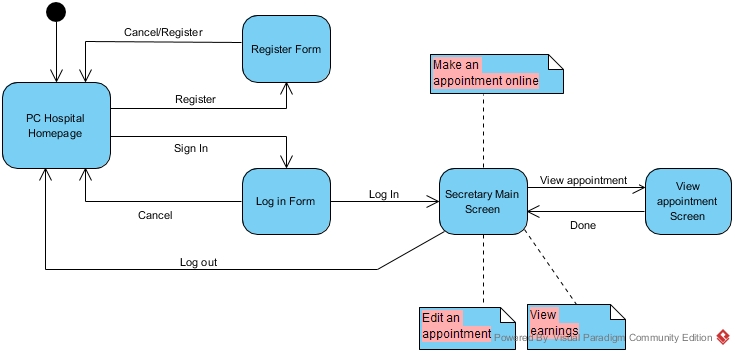 Cancel/Register
Register Form
Make an
appointment online
Register
PC Hospital
Homepage
Sign In
View appointment
Log in Form
Log In
Secretary Main
Screen
View
appointment
Screen
Cancel
Done
Log out
Edit an
appointment
View
earnings
Powered By Visual Paradigm Community Edition